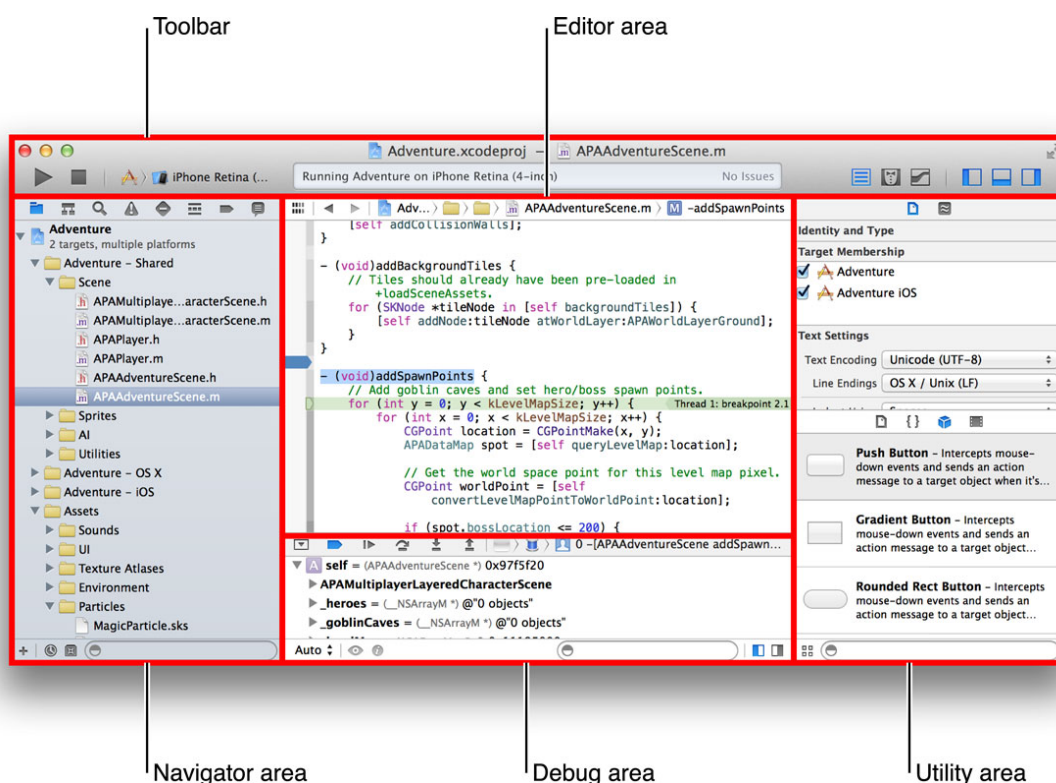 Toolbar
Editor area
Adventure.xcodeproj — APAAdventureScene.m
iPhone Retina (...
Running Adventure on iPhone Retina (4-inch) No Issues
Adventure
2 targets, multiple platforms
Adventure - Shared
Scene
APAMultiplaye...aracterScene.h
APAMultiplaye...aracterScene.m
APAPlayer.h
APAPlayer.m
APAAdventureScene.h
APAAdventureScene.m
Sprites
AI
Utilities
Adventure - OS X
Adventure - iOS
Assets
Sounds
UI
Texture Atlases
Environment
Particles
MagicParticle.sks
Adv...〉 APAAdventureScene.m 〉 M -addSpawnPoints
[self addCollisionWalls];
}
- (void)addBackgroundTiles {
// Tiles should already have been pre-loaded in
+loadSceneAssets.
for (SKNode *tileNode in [self backgroundTiles]) {
[self addNode:tileNode atWorldLayer:APAWorldLayerGround];
}
}
- (void)addSpawnPoints {
// Add goblin caves and set hero/boss spawn points.
for (int y = 0; y < kLevelMapSize; y++) { Thread 1: breakpoint 2.1
for (int x = 0; x < kLevelMapSize; x++) {
CGPoint location = CGPointMake(x, y);
APADataMap spot = [self queryLevelMap:location];
// Get the world space point for this level map pixel.
CGPoint worldPoint = [self
convertLevelMapPointToWorldPoint:location];
if (spot.bossLocation <= 200) {
0 -[APAAdventureScene addSpawn...
A self = (APAAdventureScene *) 0x97f5f20
APAMultiplayerLayeredCharacterScene
_heroes = (__NSArrayM *) @"0 objects"
_goblinCaves = (__NSArrayM *) @"0 objects"
Auto
Identity and Type
Target Membership
Adventure
Adventure iOS
Text Settings
Text Encoding Unicode (UTF-8)
Line Endings OS X / Unix (LF)
{ }
Push Button - Intercepts mouse-
down events and sends an action
message to a target object when it's...
Gradient Button - Intercepts
mouse-down events and sends an
action message to a target object...
Rounded Rect Button - Intercepts
mouse-down events and sends an
action message to a target object...
Navigator area
Debug area
Utility area